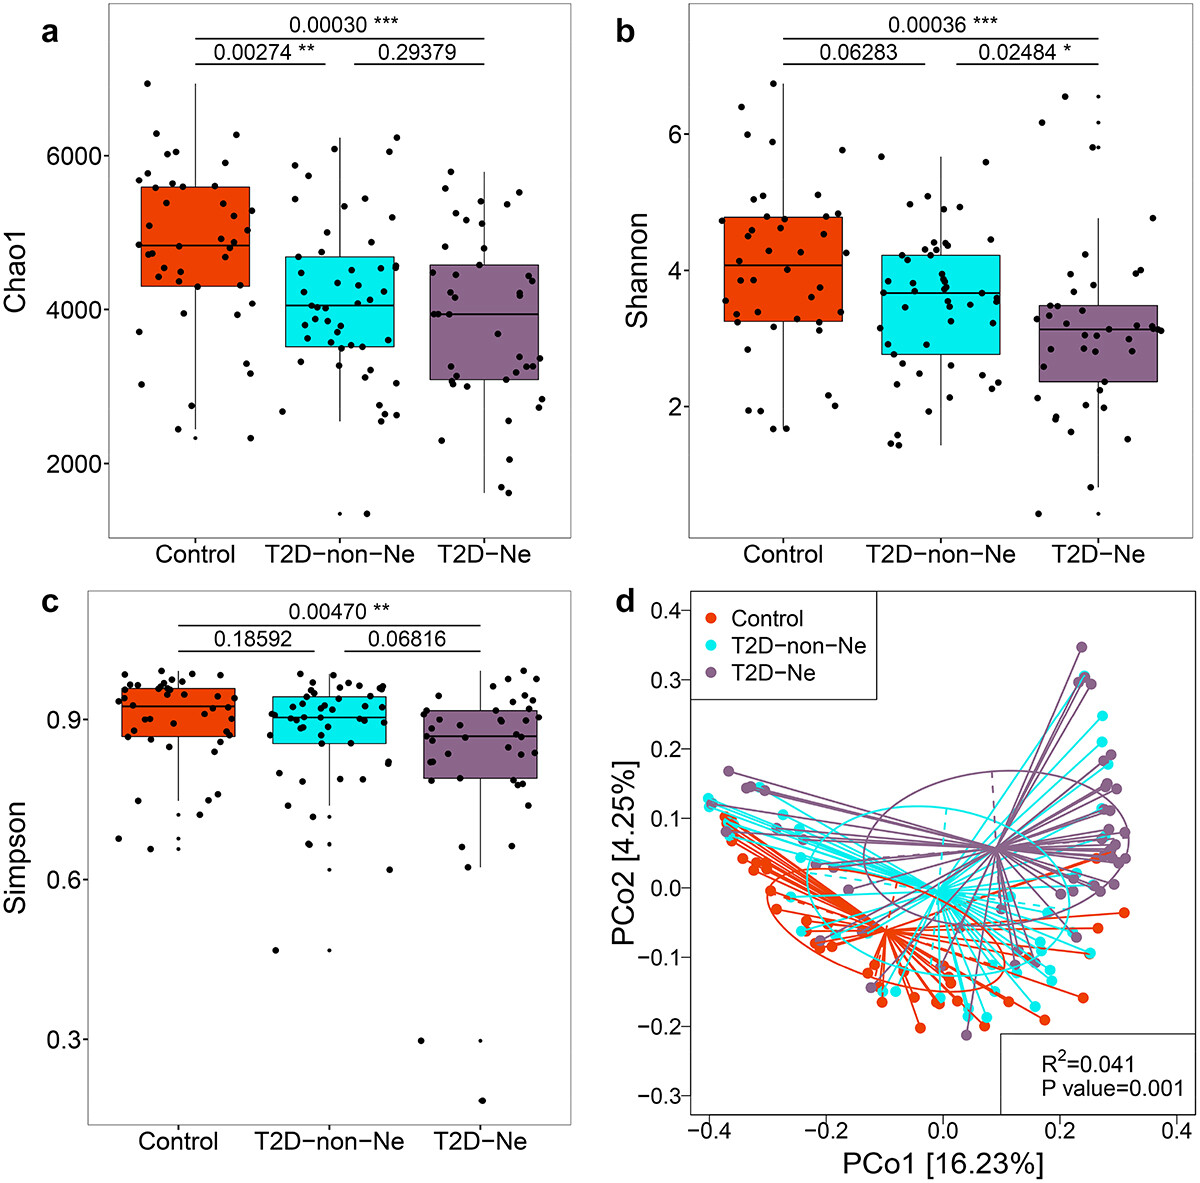 a
0.00030 ***
0.00274 **
0.29379
Chao1
6000
4000
2000
Control
T2D−non−Ne
T2D−Ne
b
0.00036 ***
0.06283
0.02484 *
Shannon
6
4
2
Control
T2D−non−Ne
T2D−Ne
c
0.00470 **
0.18592
0.06816
Simpson
0.9
0.6
0.3
Control
T2D−non−Ne
T2D−Ne
d
Control
T2D−non−Ne
T2D−Ne
PCo2 [4.25%]
0.4
0.3
0.2
0.1
0.0
−0.1
−0.2
−0.3
R²=0.041
P value=0.001
−0.4
−0.2
0.0
0.2
0.4
PCo1 [16.23%]